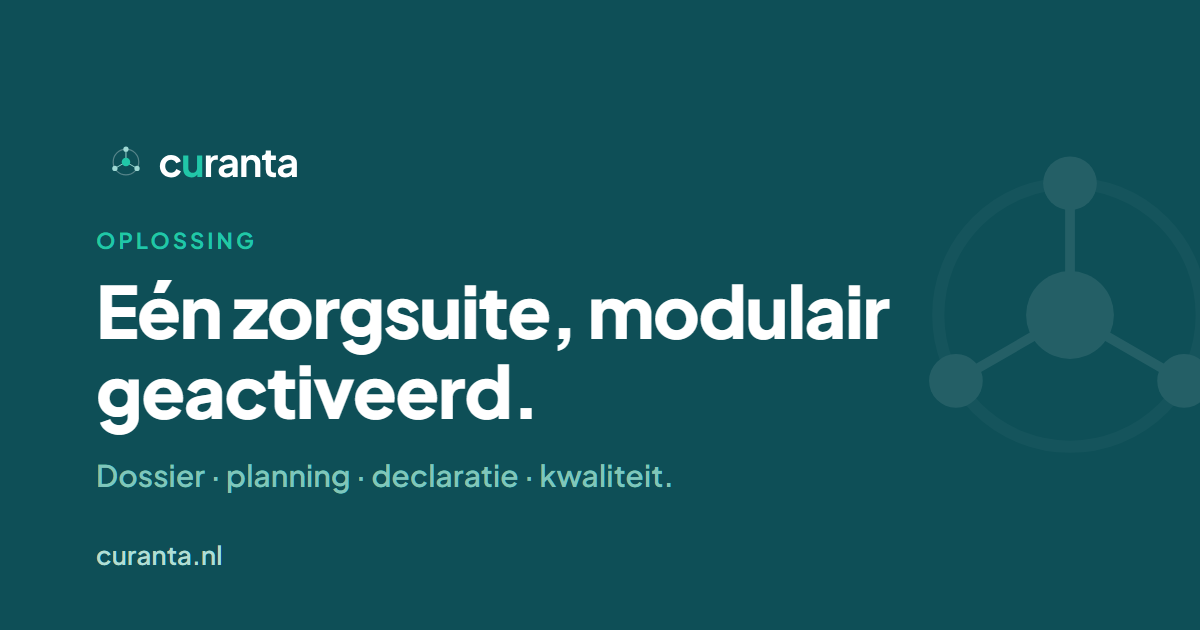 curanta
OPLOSSING
Eén zorgsuite, modulair
geactiveerd.
Dossier · planning · declaratie · kwaliteit.
curanta.nl